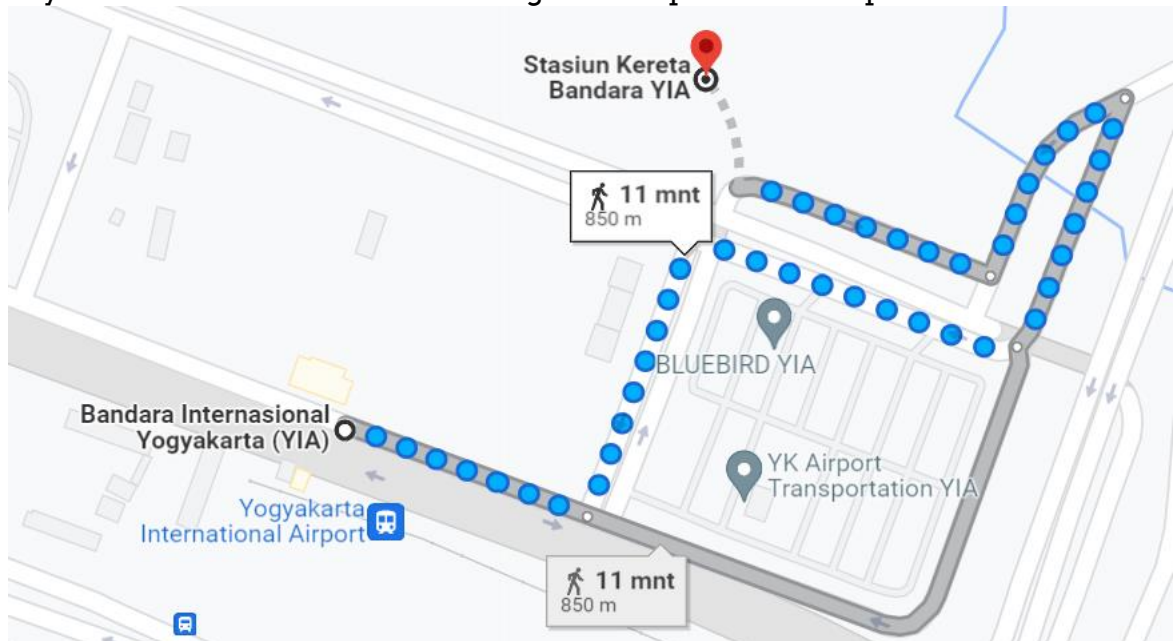 Stasiun Kereta
Bandara YIA
11 mnt
850 m
BLUEBIRD YIA
Bandara Internasional
Yogyakarta (YIA)
YK Airport
Transportation YIA
Yogyakarta
International Airport
11 mnt
850 m